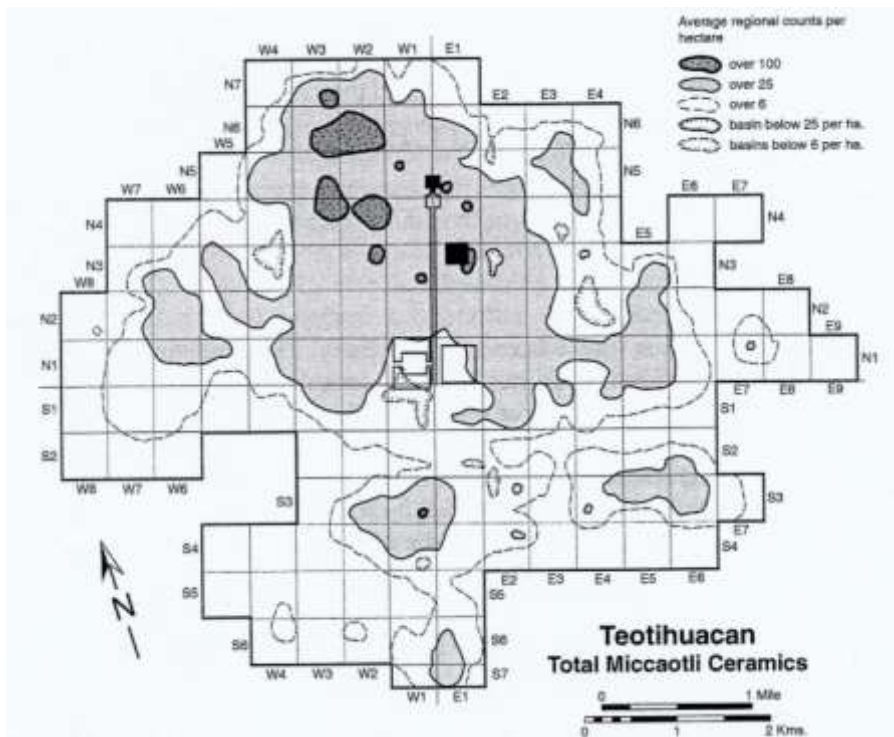 Average regional counts per
hectare
over 100
over 25
over 6
basin below 25 per ha.
basins below 6 per ha.
W4 W3 W2 W1 E1
N7
E2 E3 E4
N6 N6
W5
N5 N5
W7 W6 E6 E7
N4 N4
E5
N3 N3
W8 E8
N2 N2
E9
N1 N1
E7 E8 E9
S1 S1
S2 S2
W8 W7 W6
S3 S3
E7
S4 S4
E2 E3 E4 E5 E6
S5 S5
S6 S6
W4 W3 W2
S7
W1 E1
N
Teotihuacan
Total Miccaotli Ceramics
0 1 Mile
0 1 2 Kms.